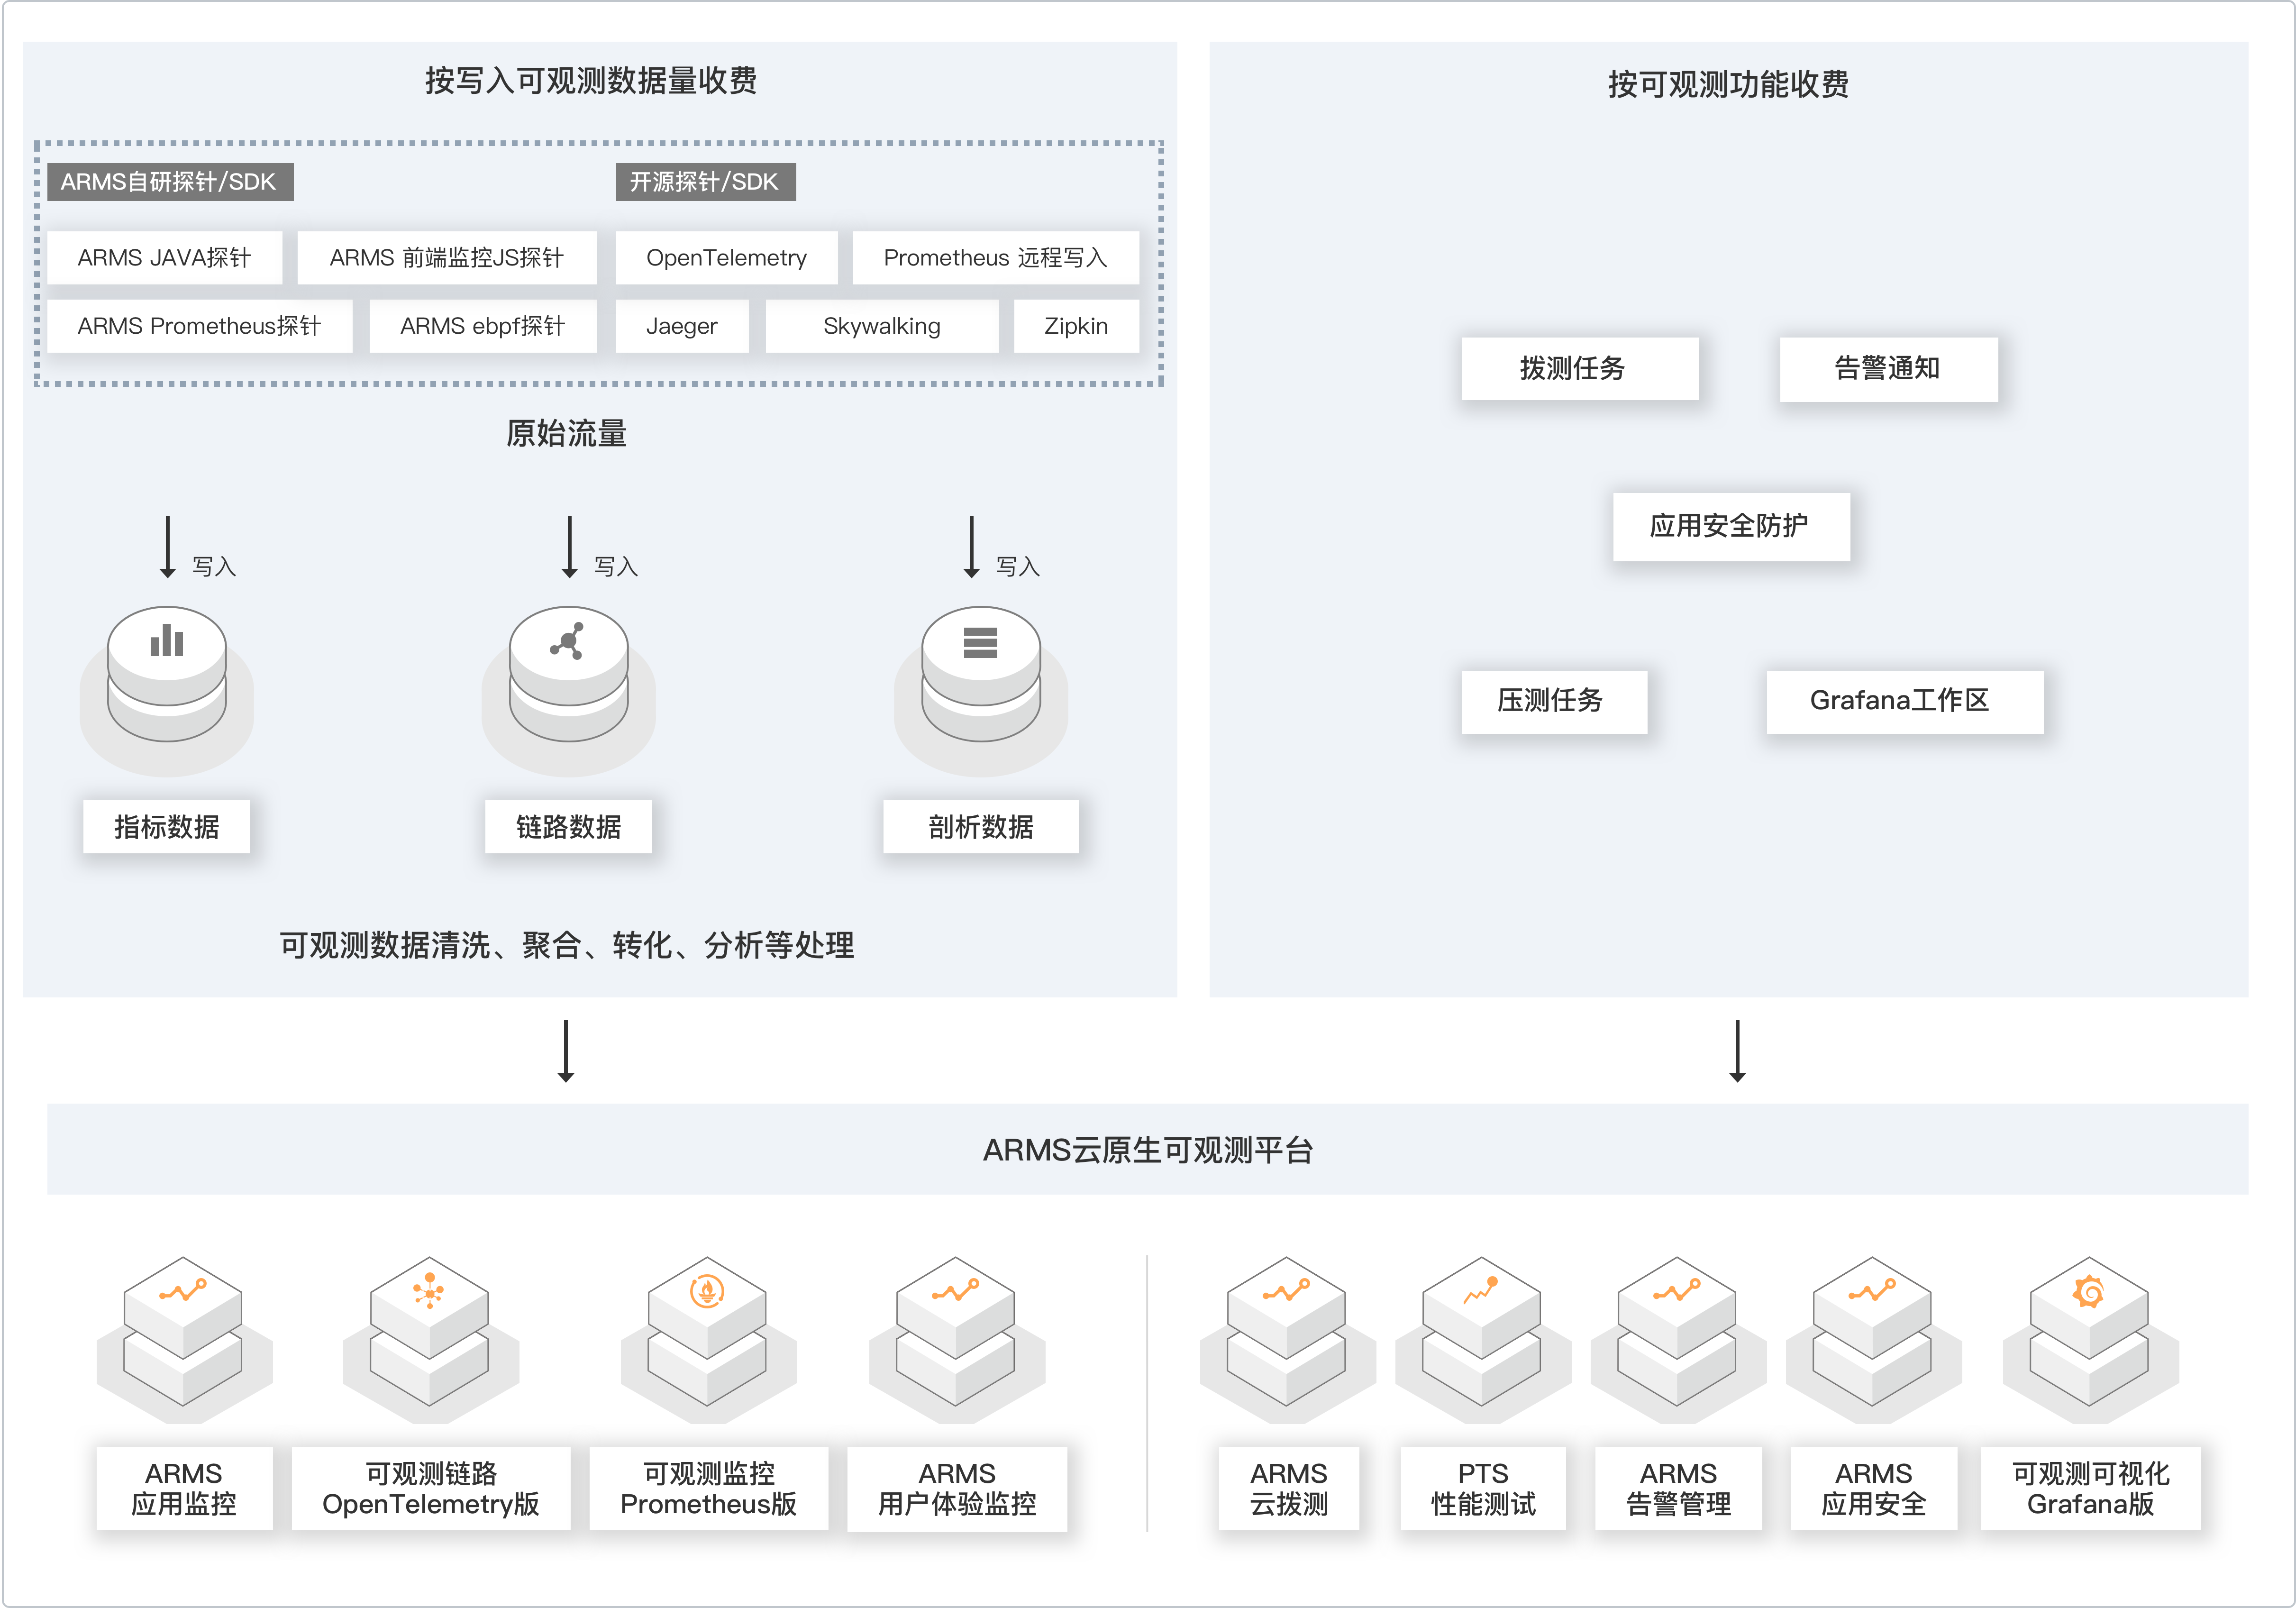 按写入可观测数据量收费
ARMS自研探针/SDK
开源探针/SDK
ARMS JAVA探针
ARMS 前端监控JS探针
OpenTelemetry
Prometheus 远程写入
ARMS Prometheus探针
ARMS ebpf探针
Jaeger
Skywalking
Zipkin
原始流量
写入
写入
写入
指标数据
链路数据
剖析数据
可观测数据清洗、聚合、转化、分析等处理
按可观测功能收费
拨测任务
告警通知
应用安全防护
压测任务
Grafana工作区
ARMS云原生可观测平台
ARMS
应用监控
可观测链路
OpenTelemetry版
可观测监控
Prometheus版
ARMS
用户体验监控
ARMS
云拨测
PTS
性能测试
ARMS
告警管理
ARMS
应用安全
可观测可视化
Grafana版